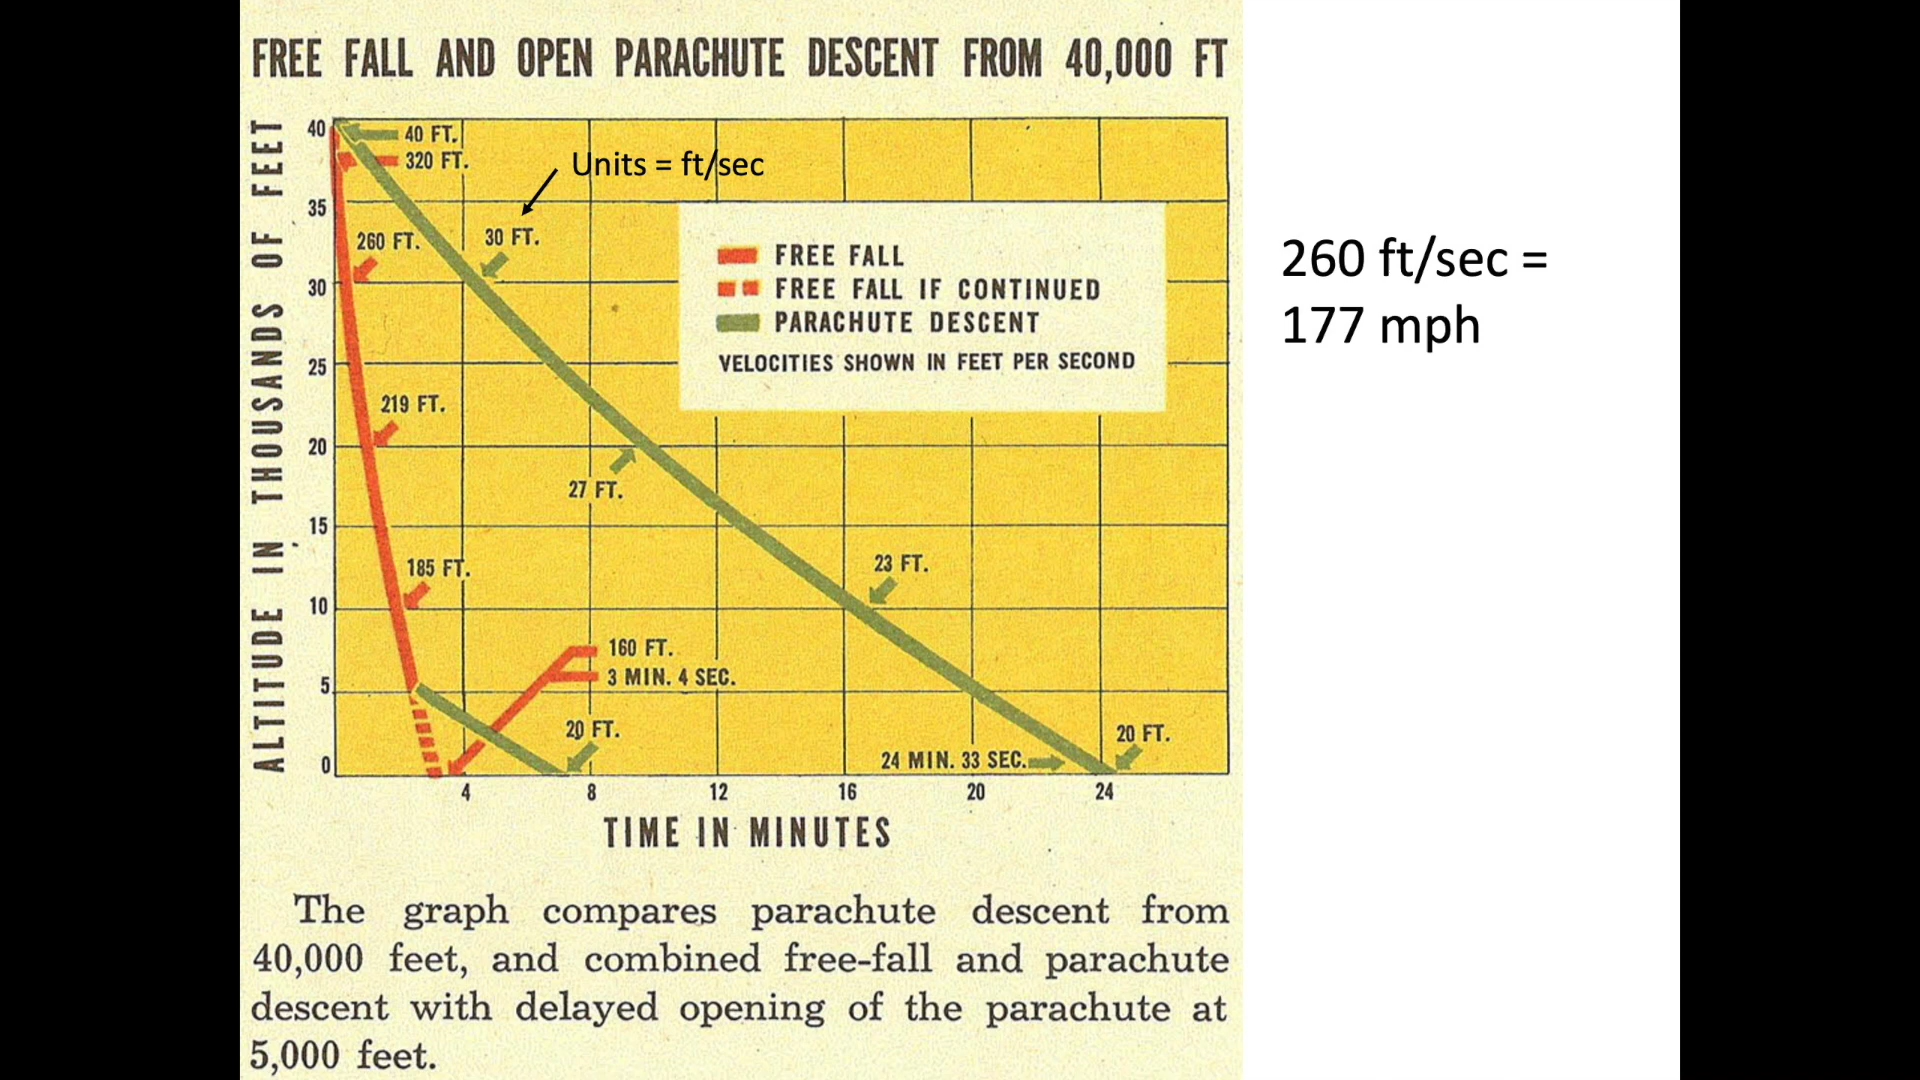 FREE FALL AND OPEN PARACHUTE DESCENT FROM 40,000 FT
ALTITUDE IN THOUSANDS OF FEET
40
35
30
25
20
15
10
5
0
40 FT.
320 FT.
Units = ft/sec
260 FT.
30 FT.
FREE FALL
FREE FALL IF CONTINUED
PARACHUTE DESCENT
VELOCITIES SHOWN IN FEET PER SECOND
219 FT.
27 FT.
185 FT.
23 FT.
160 FT.
3 MIN. 4 SEC.
20 FT.
24 MIN. 33 SEC.
20 FT.
4 8 12 16 20 24
TIME IN MINUTES
The graph compares parachute descent from
40,000 feet, and combined free-fall and parachute
descent with delayed opening of the parachute at
5,000 feet.
260 ft/sec =
177 mph